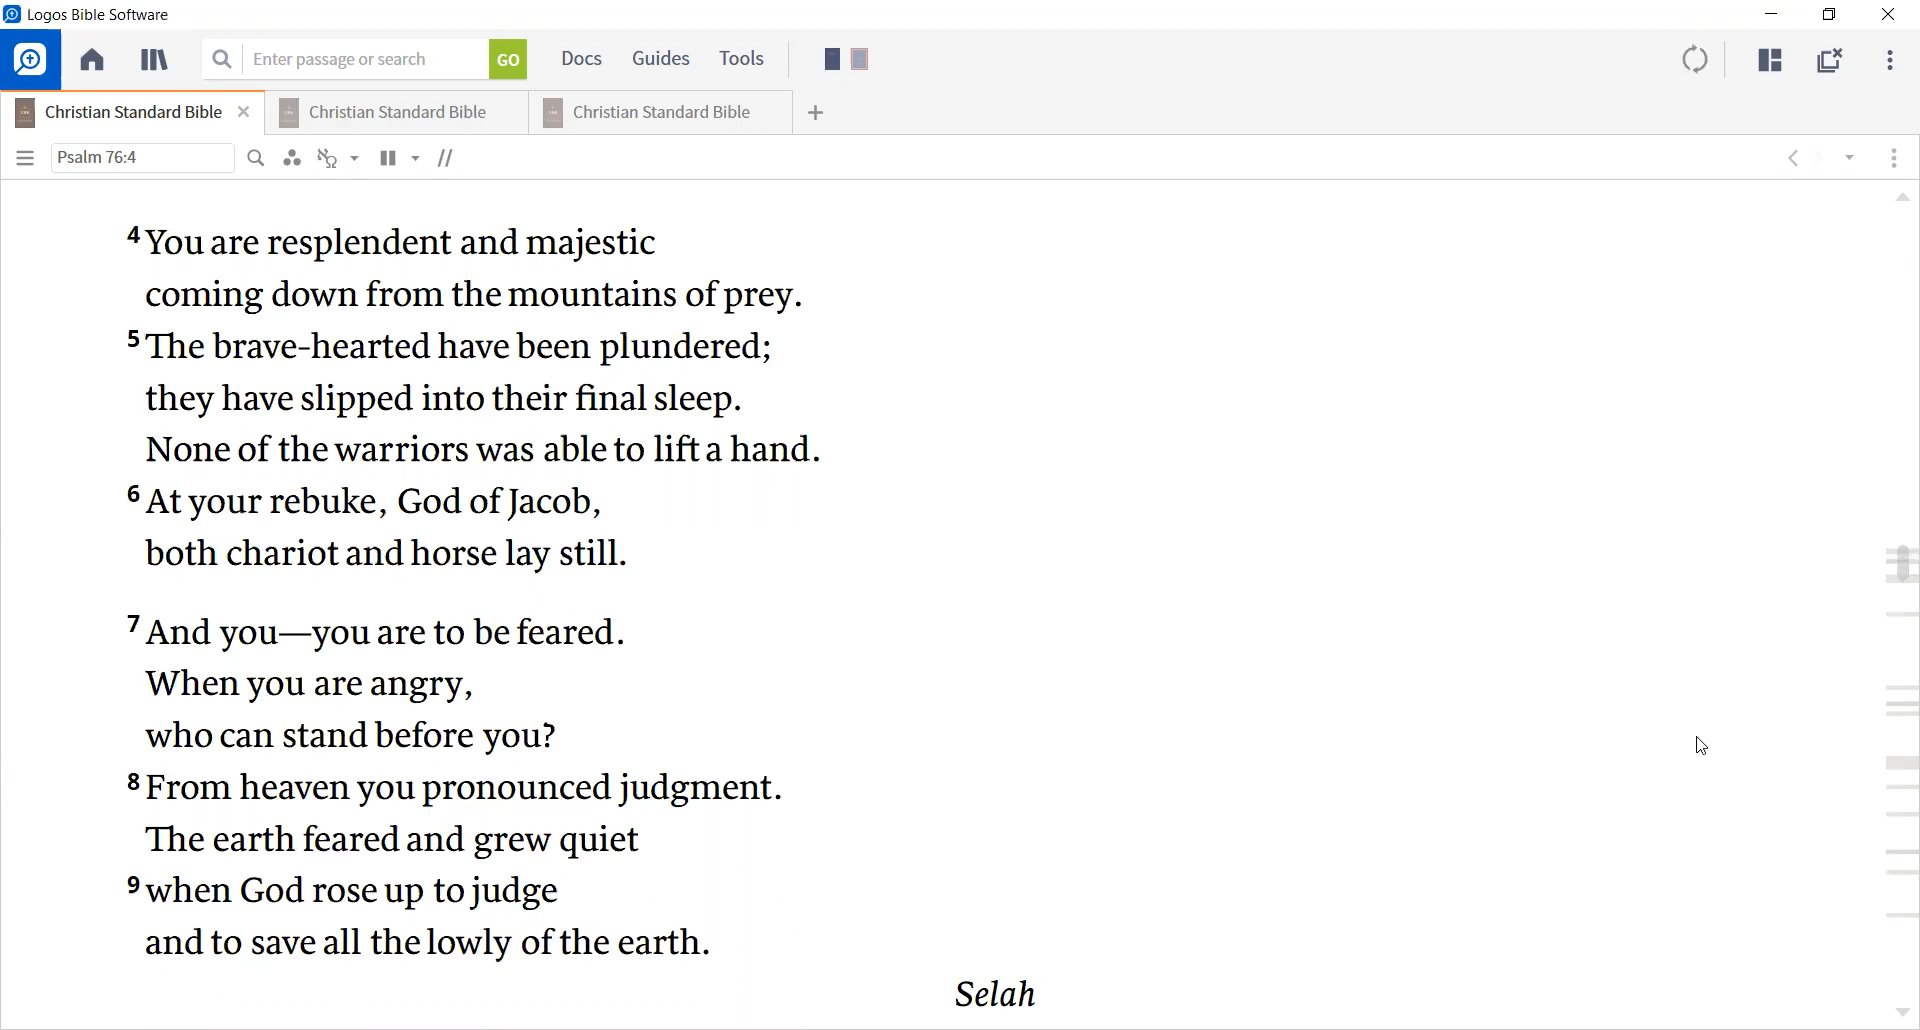 Logos Bible Software
Enter passage or search GO Docs Guides Tools
Christian Standard Bible Christian Standard Bible Christian Standard Bible
Psalm 76:4
4 You are resplendent and majestic
coming down from the mountains of prey.
5 The brave-hearted have been plundered;
they have slipped into their final sleep.
None of the warriors was able to lift a hand.
6 At your rebuke, God of Jacob,
both chariot and horse lay still.
7 And you—you are to be feared.
When you are angry,
who can stand before you?
8 From heaven you pronounced judgment.
The earth feared and grew quiet
9 when God rose up to judge
and to save all the lowly of the earth.
Selah